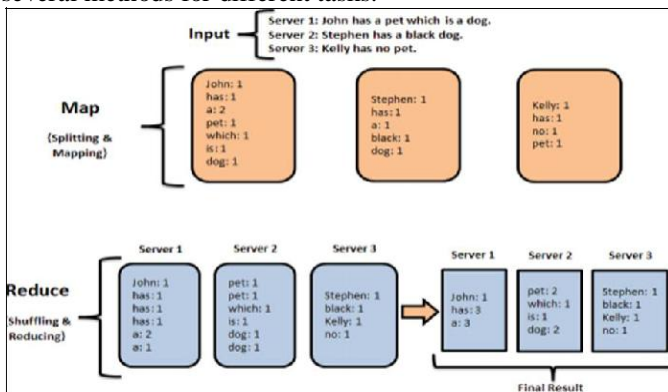 several methods for different tasks.
Input
Server 1: John has a pet which is a dog.
Server 2: Stephen has a black dog.
Server 3: Kelly has no pet.
Map
(Splitting &
Mapping)
John: 1
has: 1
a: 2
pet: 1
which: 1
is: 1
dog: 1
Stephen: 1
has: 1
a: 1
black: 1
dog: 1
Kelly: 1
has: 1
no: 1
pet: 1
Reduce
(Shuffling &
Reducing)
Server 1
John: 1
has: 1
has: 1
has: 1
a: 2
a: 1
Server 2
pet: 1
pet: 1
which: 1
is: 1
dog: 1
dog: 1
Server 3
Stephen: 1
black: 1
Kelly: 1
no: 1
Server 1
John: 1
has: 3
a: 3
Server 2
pet: 2
which: 1
is: 1
dog: 2
Server 3
Stephen: 1
black: 1
Kelly: 1
no: 1
Final Result